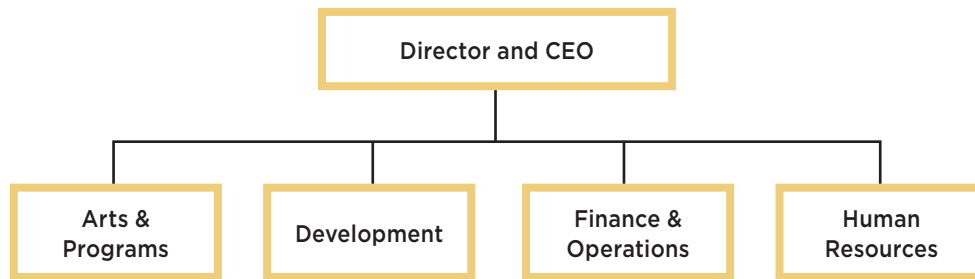 Director and CEO
Arts &
Programs
Development
Finance &
Operations
Human
Resources